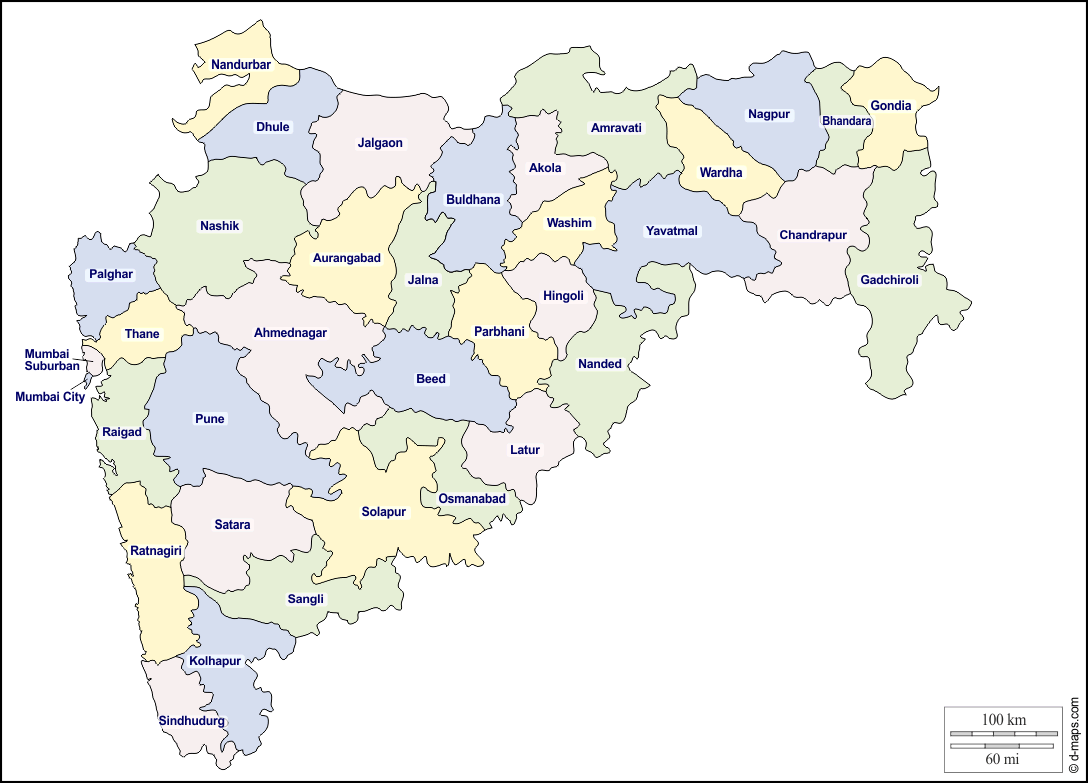 Nandurbar
Dhule
Jalgaon
Amravati
Nagpur
Bhandara
Gondia
Akola
Wardha
Buldhana
Nashik
Washim
Yavatmal
Chandrapur
Aurangabad
Palghar
Jalna
Gadchiroli
Hingoli
Thane
Ahmednagar
Parbhani
Mumbai
Suburban
Nanded
Beed
Mumbai City
Pune
Raigad
Latur
Osmanabad
Solapur
Satara
Ratnagiri
Sangli
Kolhapur
Sindhudurg
100 km
60 mi
© d-maps.com